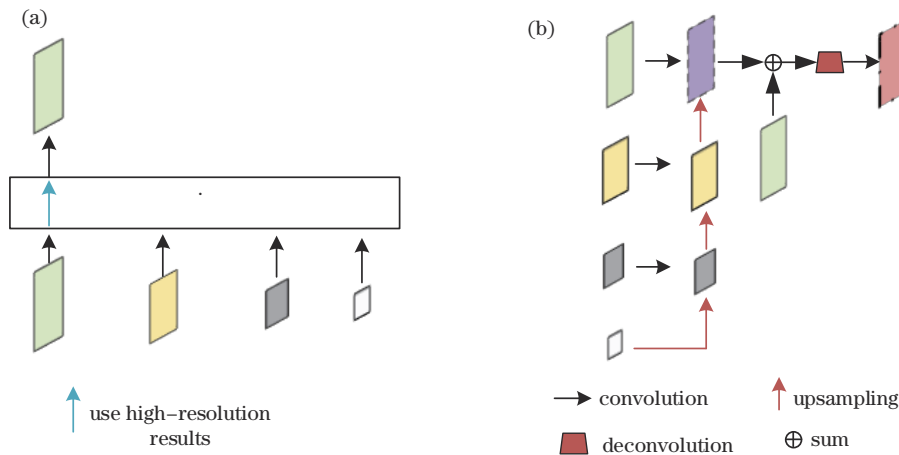 (a)
(b)
use high-resolution
results
convolution
upsampling
deconvolution
sum